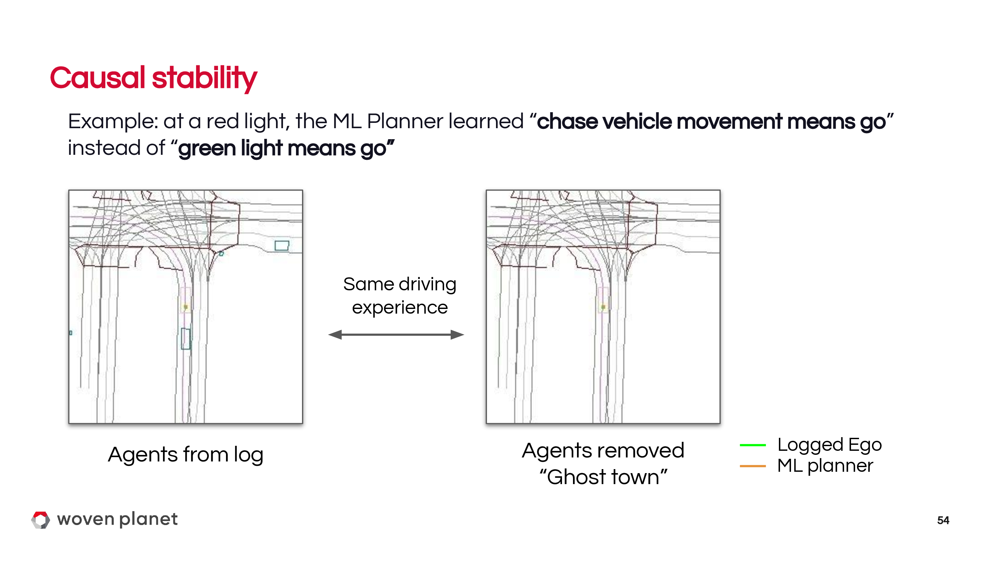 Causal stability
Example: at a red light, the ML Planner learned “chase vehicle movement means go”
instead of “green light means go”
Same driving
experience
Agents from log
Agents removed
“Ghost town”
Logged Ego
ML planner
woven planet
54